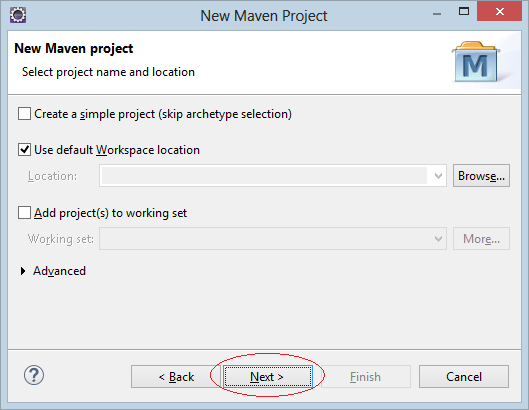 New Maven Project
New Maven project
Select project name and location
M
Create a simple project (skip archetype selection)
Use default Workspace location
Location:
Browse...
Add project(s) to working set
Working set:
More...
Advanced
?
< Back
Next >
Finish
Cancel